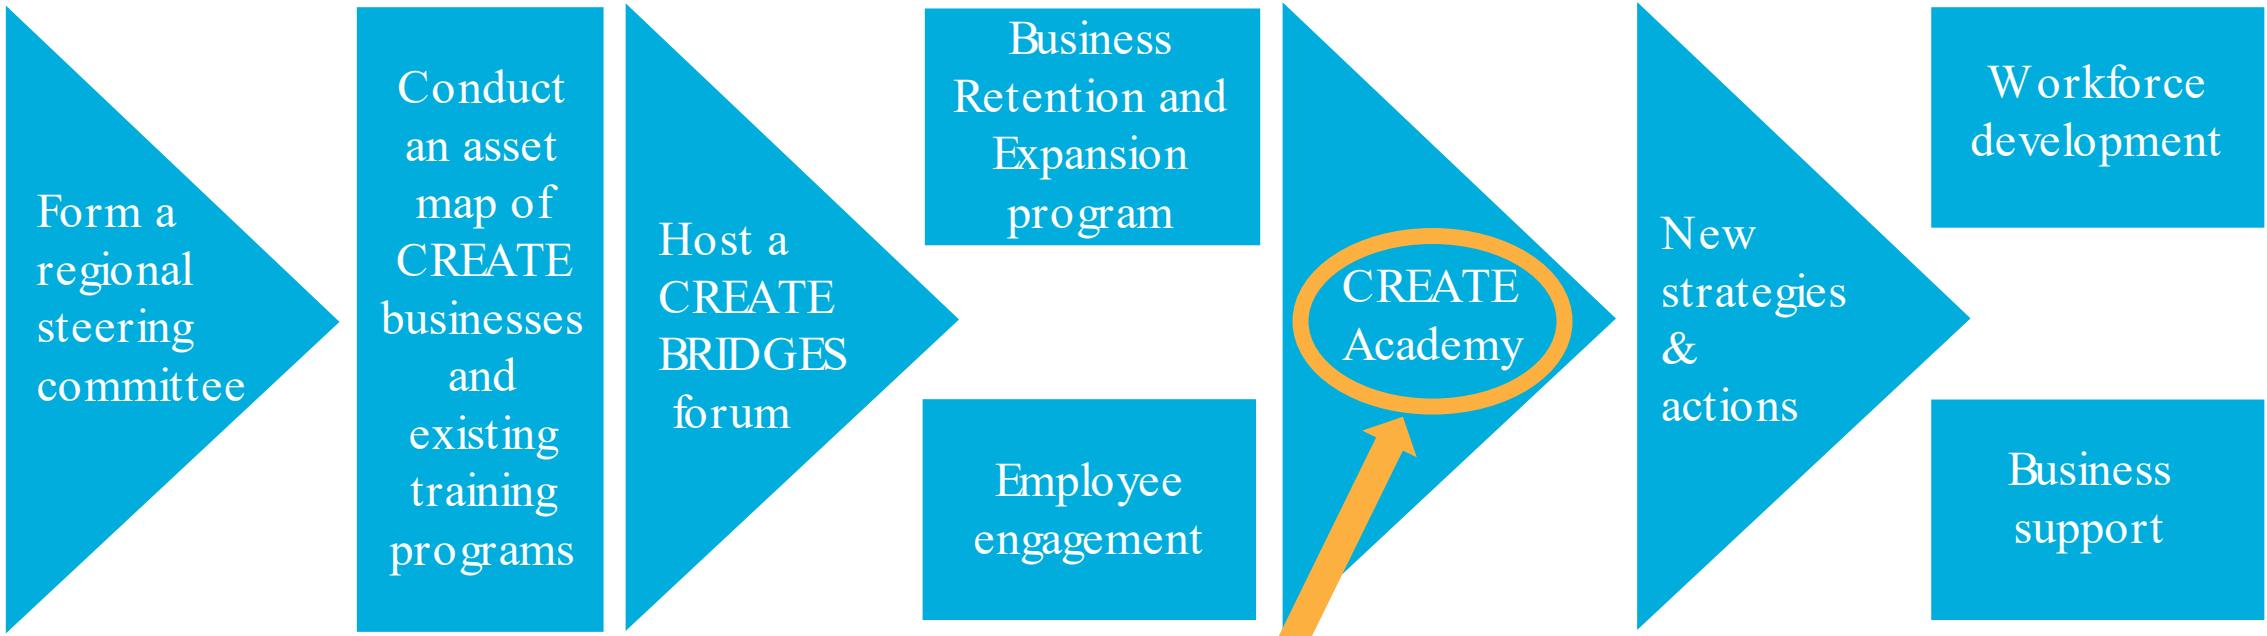 Form a
regional
steering
committee
Conduct
an asset
map of
CREATE
businesses
and
existing
training
programs
Host a
CREATE
BRIDGES
forum
Business
Retention and
Expansion
program
Employee
engagement
CREATE
Academy
New
strategies
&
actions
Workforce
development
Business
support